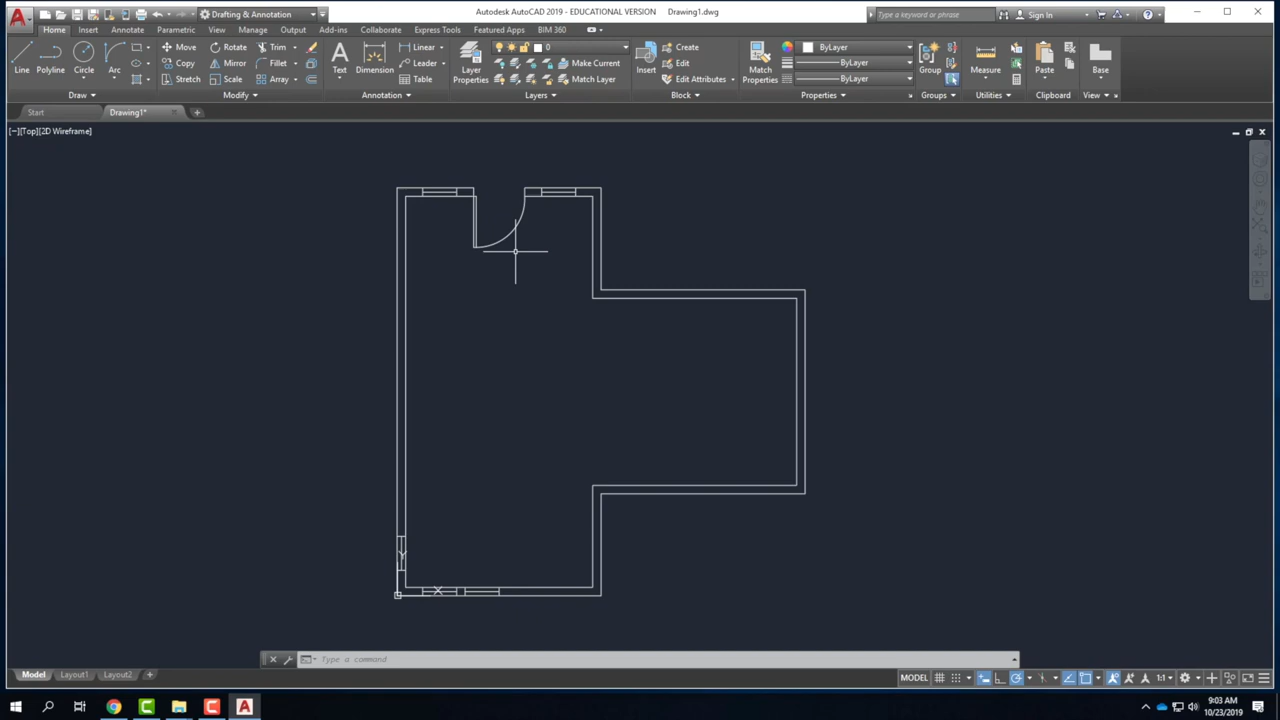 Drafting & Annotation
Autodesk AutoCAD 2019 - EDUCATIONAL VERSION Drawing1.dwg
Type a keyword or phrase
Sign In
Home Insert Annotate Parametric View Manage Output Add-ins Collaborate Express Tools Featured Apps BIM 360
Move Rotate Trim Linear 0 Create ByLayer
Copy Mirror Fillet Leader Make Current Edit ByLayer
Line Polyline Circle Arc Text Dimension Layer Properties Insert Match Properties Group Measure Paste Base
Stretch Scale Array Table Match Layer Edit Attributes ByLayer
Draw Modify Annotation Layers Block Properties Groups Utilities Clipboard View
Start Drawing1*
[−][Top][2D Wireframe]
Y
X
Type a command
Model Layout1 Layout2
MODEL 1:1
9:03 AM
10/23/2019